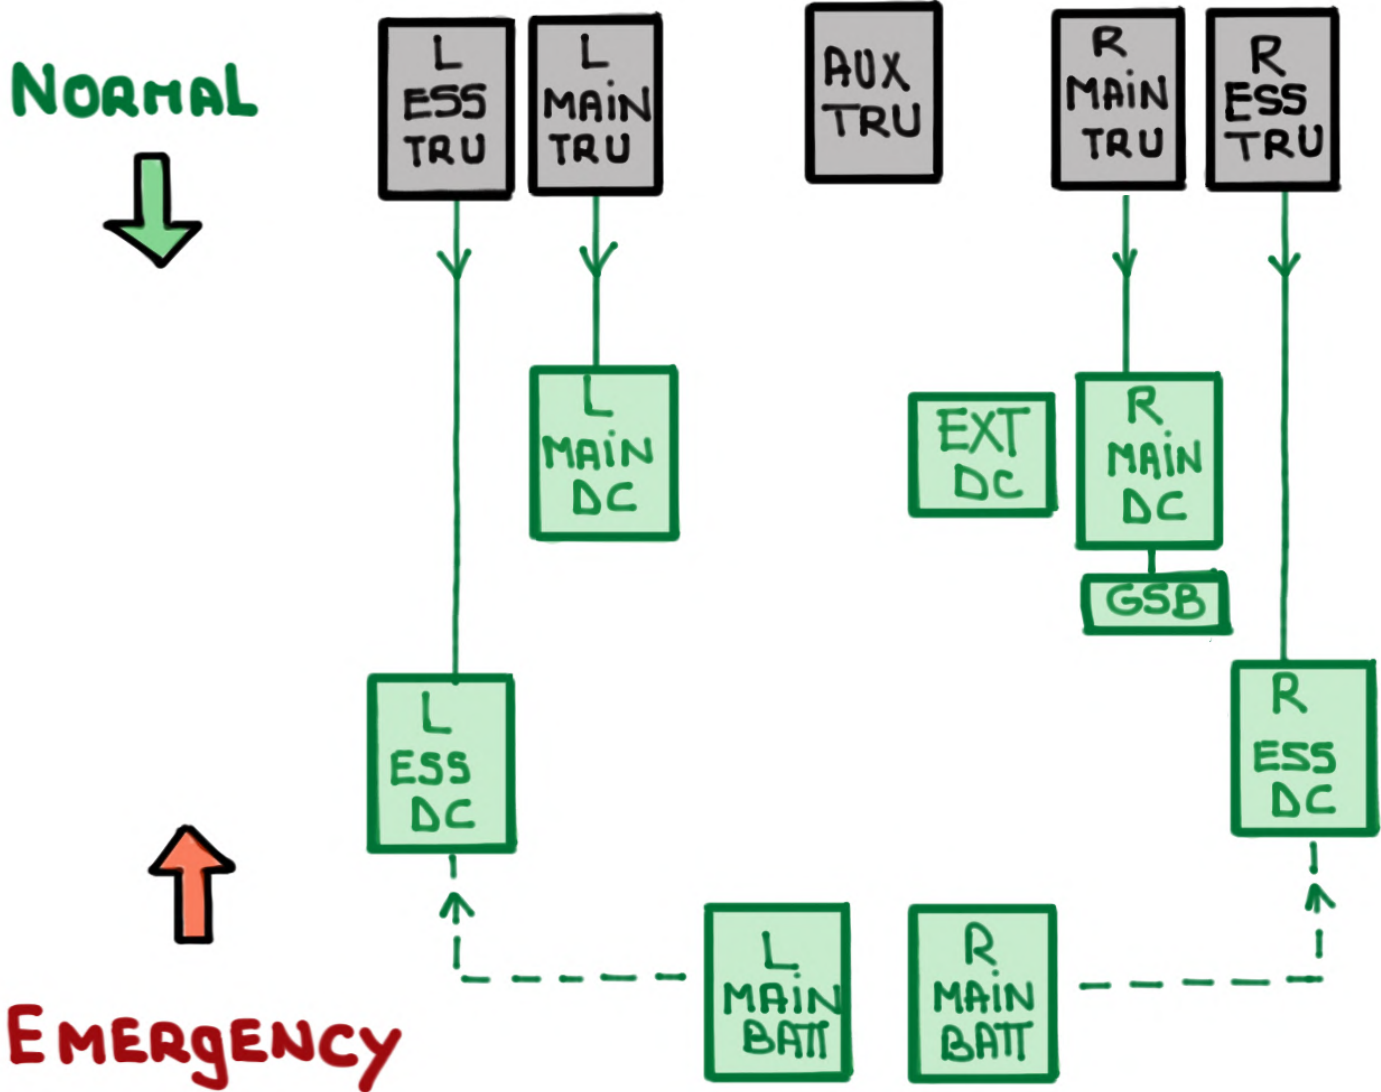 NORMAL
L
ESS
TRU
L
MAiN
TRU
AUX
TRU
R
MAiN
TRU
R
ESS
TRU
L
MAiN
DC
EXT
DC
R
MAiN
DC
GSB
L
ESS
DC
R
ESS
DC
L
MAiN
BATT
R
MAiN
BATT
EMERgENCY